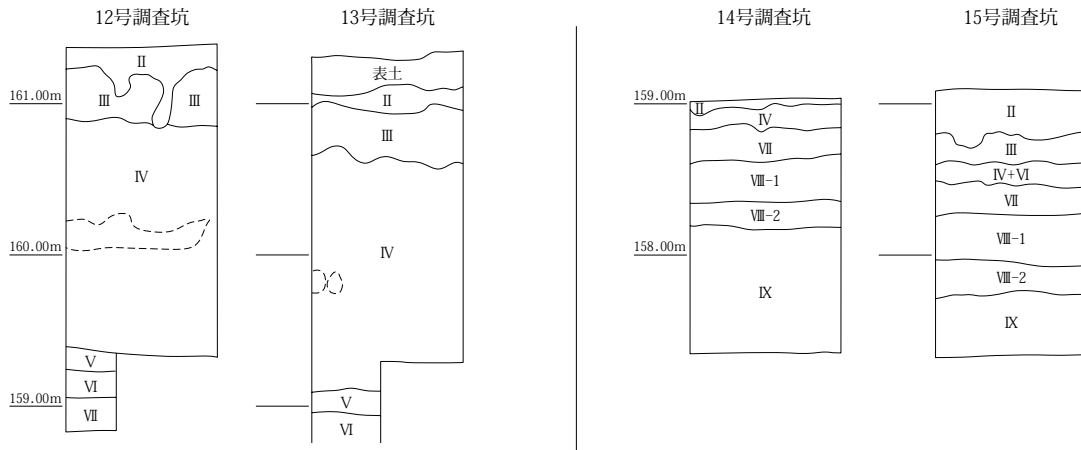 12号調査坑
13号調査坑
14号調査坑
15号調査坑
161.00m
160.00m
159.00m
Ⅱ
Ⅲ
Ⅲ
Ⅳ
Ⅴ
Ⅵ
Ⅶ
表土
Ⅱ
Ⅲ
Ⅳ
Ⅴ
Ⅵ
159.00m
158.00m
Ⅱ
Ⅳ
Ⅶ
Ⅷ-1
Ⅷ-2
Ⅸ
Ⅱ
Ⅲ
Ⅳ+Ⅵ
Ⅶ
Ⅷ-1
Ⅷ-2
Ⅸ